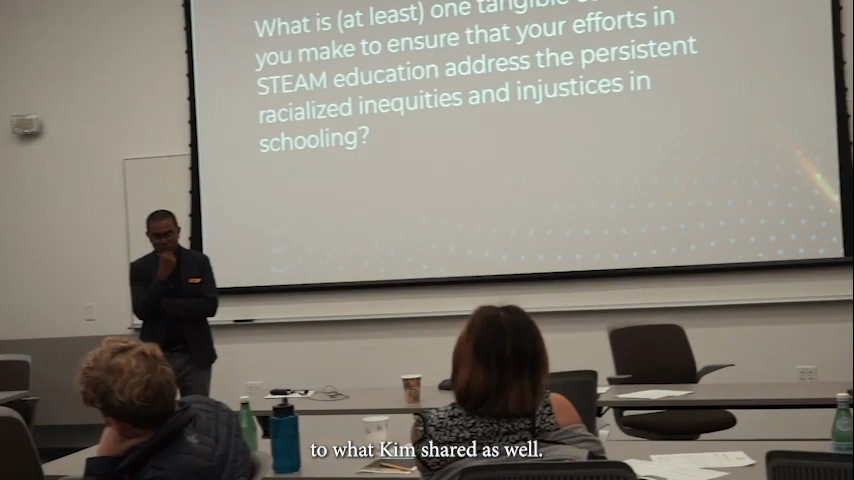 What is (at least) one tangible
you make to ensure that your efforts in
STEAM education address the persistent
racialized inequities and injustices in
schooling?
to what Kim shared as well.